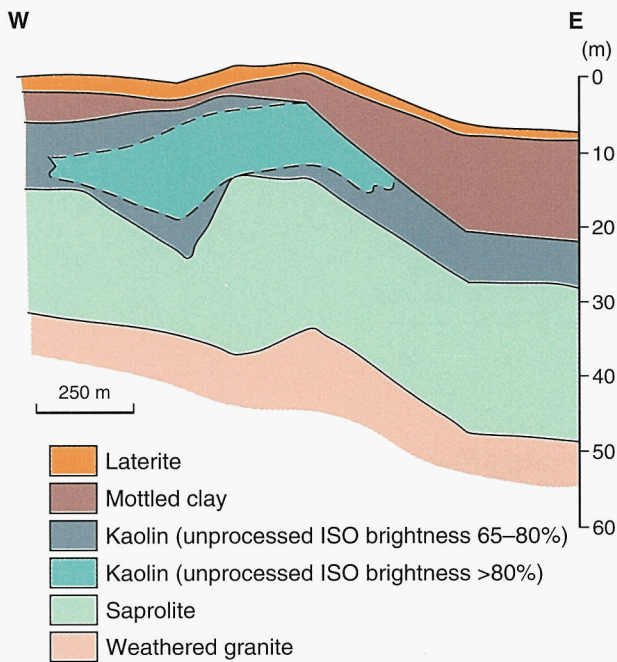 W
E
(m)
0
10
20
30
40
50
60
250 m
Laterite
Mottled clay
Kaolin (unprocessed ISO brightness 65–80%)
Kaolin (unprocessed ISO brightness >80%)
Saprolite
Weathered granite